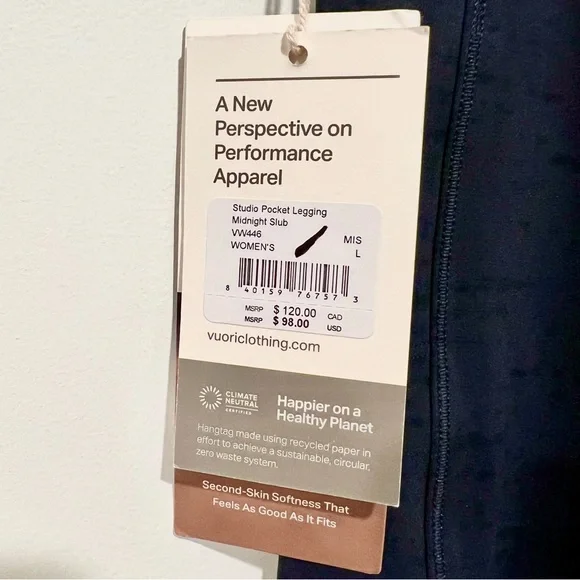 A New
Perspective on
Performance
Apparel
Studio Pocket Legging
Midnight Slub
VW446 MIS
WOMEN'S L
8 40159 76757 3
MSRP $ 120.00 CAD
MSRP $ 98.00 USD
vuoriclothing.com
CLIMATE
NEUTRAL
CERTIFIED
Happier on a
Healthy Planet
Hangtag made using recycled paper in
effort to achieve a sustainable, circular,
zero waste system.
Second-Skin Softness That
Feels As Good As It Fits